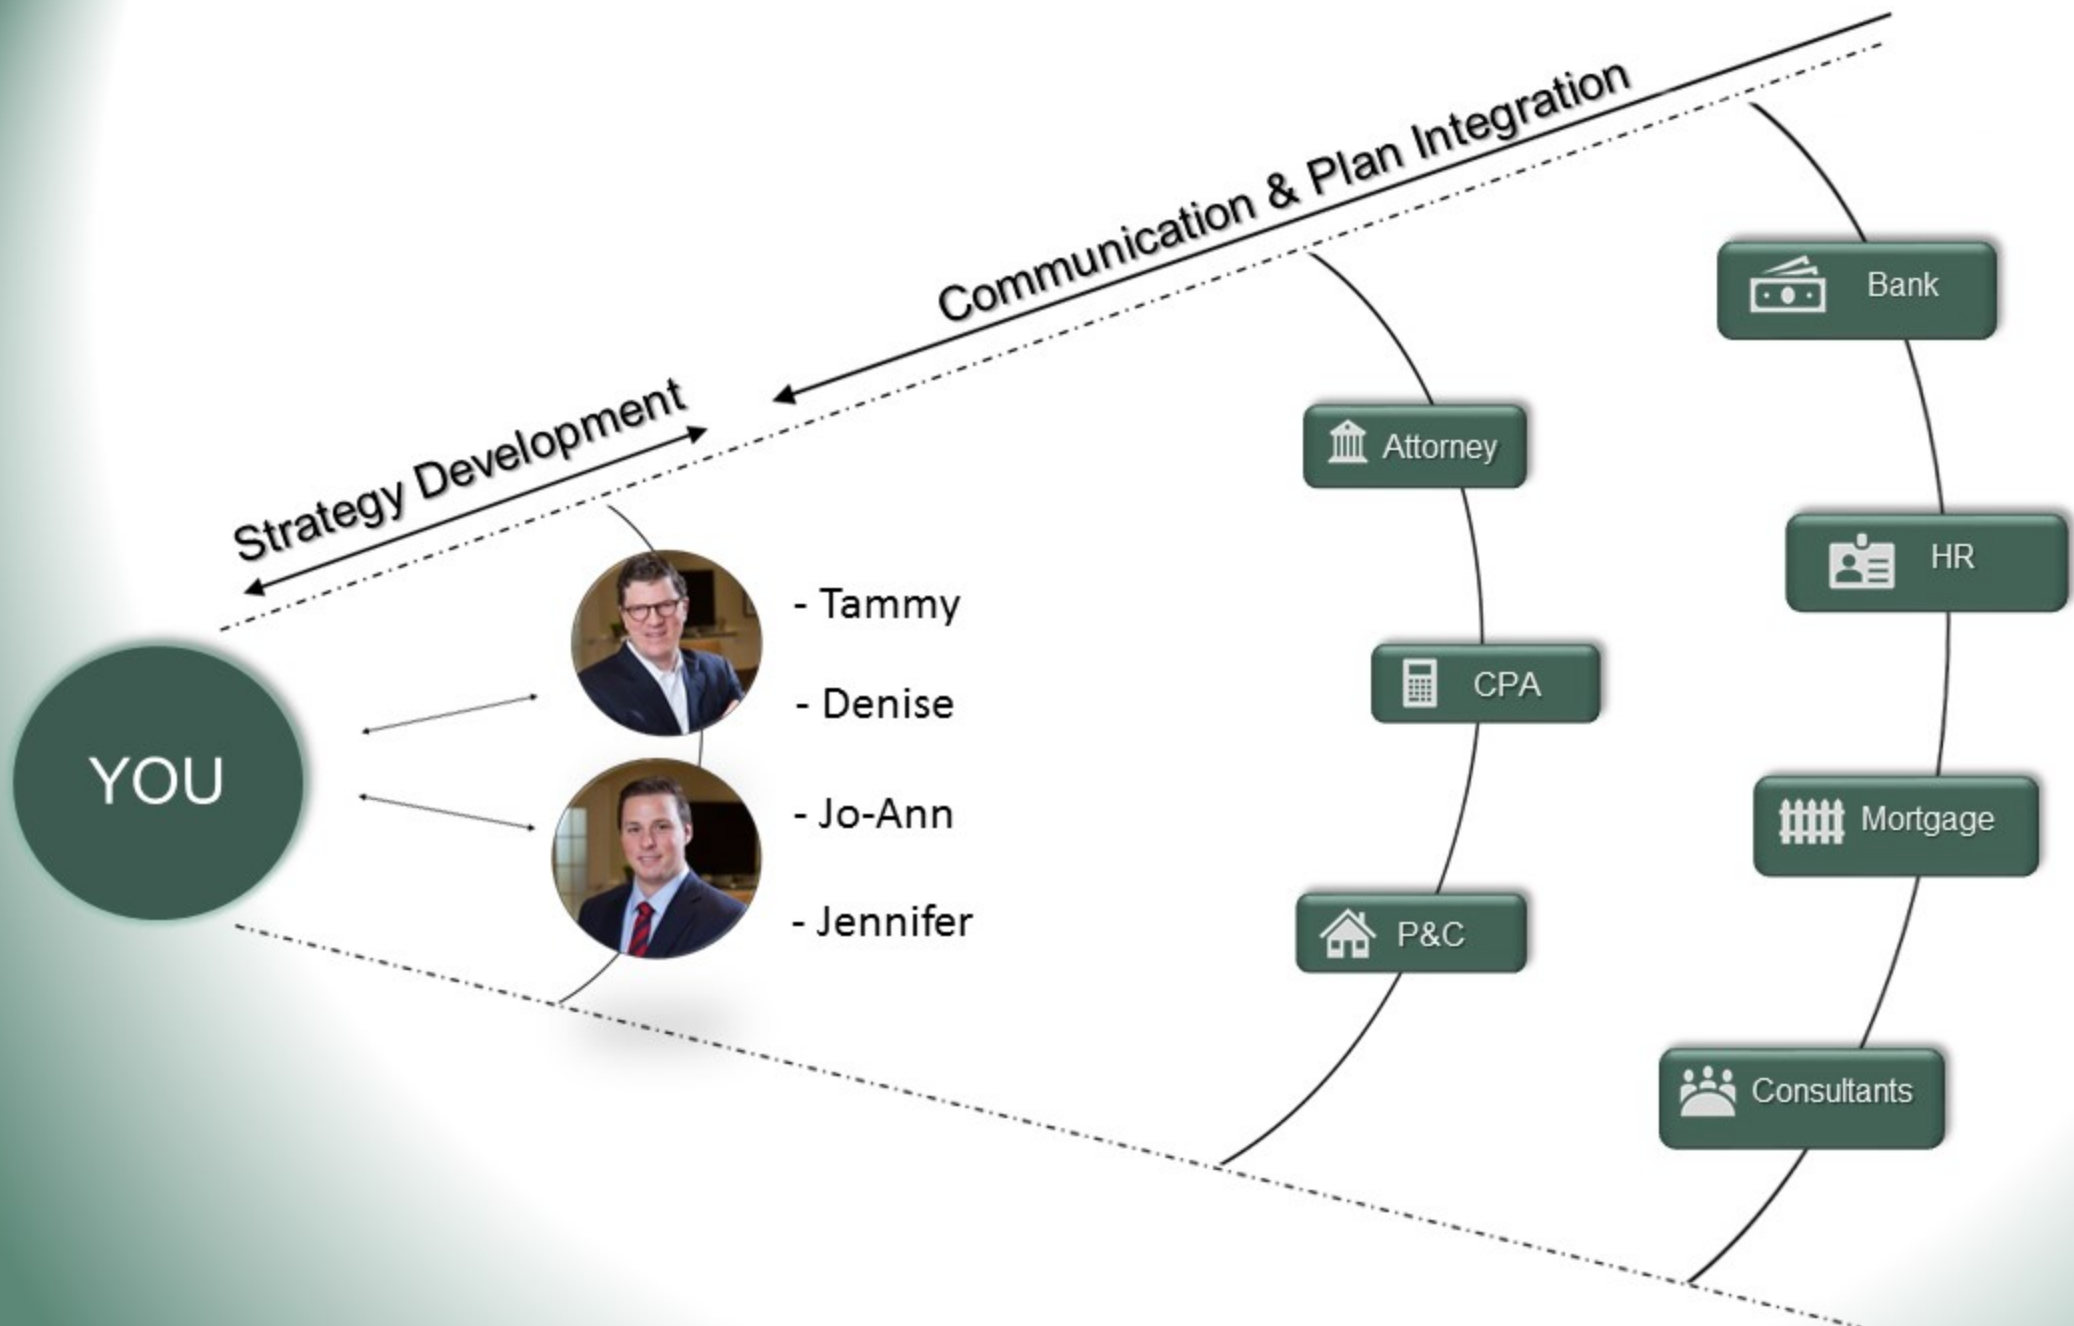 Communication & Plan Integration
Strategy Development
YOU
- Tammy
- Denise
- Jo-Ann
- Jennifer
Attorney
CPA
P&C
Bank
HR
Mortgage
Consultants